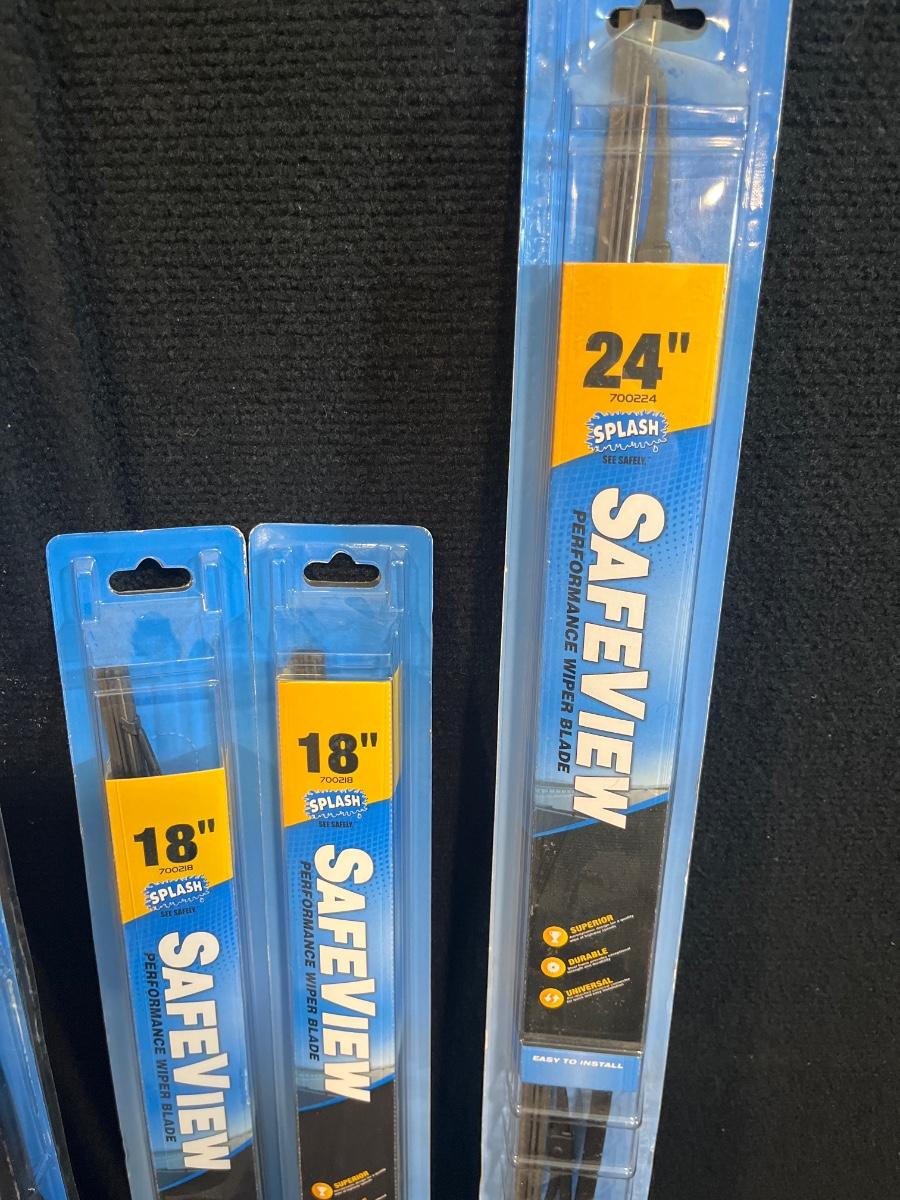 24"
700224
SPLASH
SEE SAFELY.
SAFEVIEW
PERFORMANCE WIPER BLADE
SUPERIOR
DURABLE
UNIVERSAL
EASY TO INSTALL
18"
700218
SPLASH
SEE SAFELY.
SAFEVIEW
PERFORMANCE WIPER BLADE
SUPERIOR
18"
700218
SPLASH
SEE SAFELY.
SAFEVIEW
PERFORMANCE WIPER BLADE